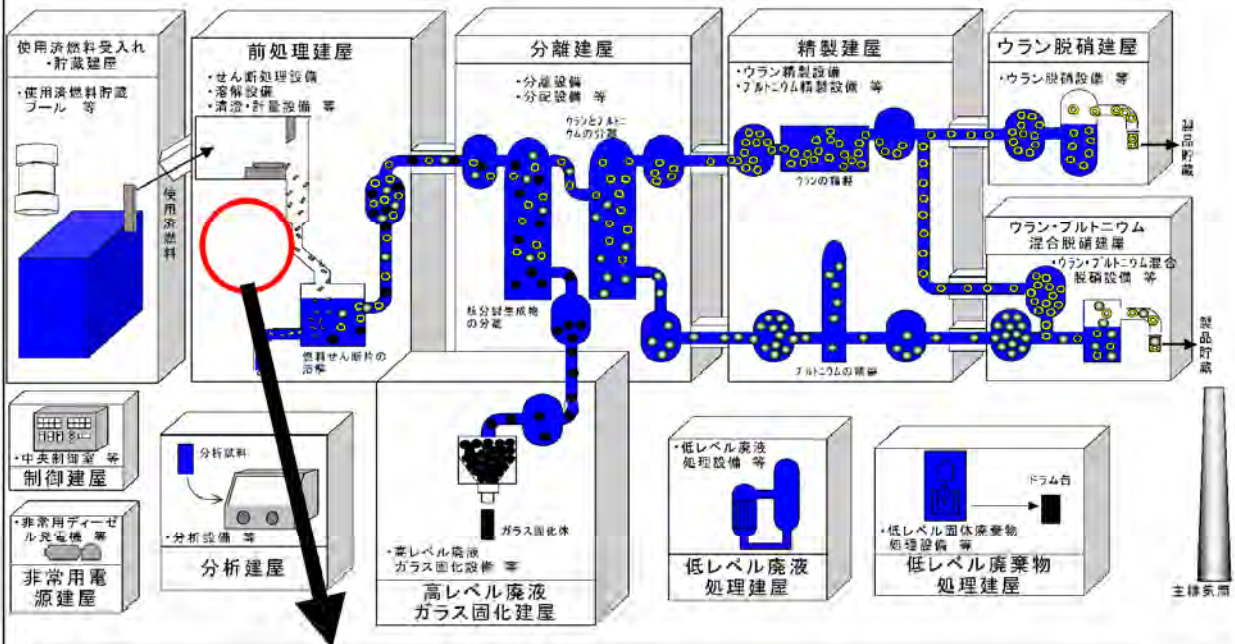 使用済燃料受入れ
・貯蔵建屋
・使用済燃料貯蔵
プール 等
使用済燃料
前処理建屋
・せん断処理設備
・溶解設備
・清澄・計量設備 等
燃料せん断片の
溶解
分離建屋
・分離設備
・分配設備 等
ウランとプルトニ
ウムの分離
核分裂生成物
の分離
精製建屋
・ウラン精製設備
・プルトニウム精製設備 等
ウランの精製
プルトニウムの精製
ウラン脱硝建屋
・ウラン脱硝設備 等
製品貯蔵
ウラン・プルトニウム
混合脱硝建屋
・ウラン・プルトニウム混合
脱硝設備 等
製品貯蔵
・中央制御室 等
制御建屋
・非常用ディーゼ
ル発電機 等
非常用電
源建屋
分析試料
・分析設備 等
分析建屋
ガラス固化体
・高レベル廃液
ガラス固化設備 等
高レベル廃液
ガラス固化建屋
・低レベル廃液
処理設備 等
低レベル廃液
処理建屋
ドラム缶
・低レベル固体廃棄物
処理設備 等
低レベル廃棄物
処理建屋
主排気筒